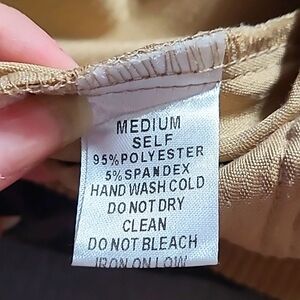 MEDIUM
SELF
95% POLYESTER
5% SPANDEX
HAND WASH COLD
DO NOT DRY
CLEAN
DO NOT BLEACH
IRON ON LOW